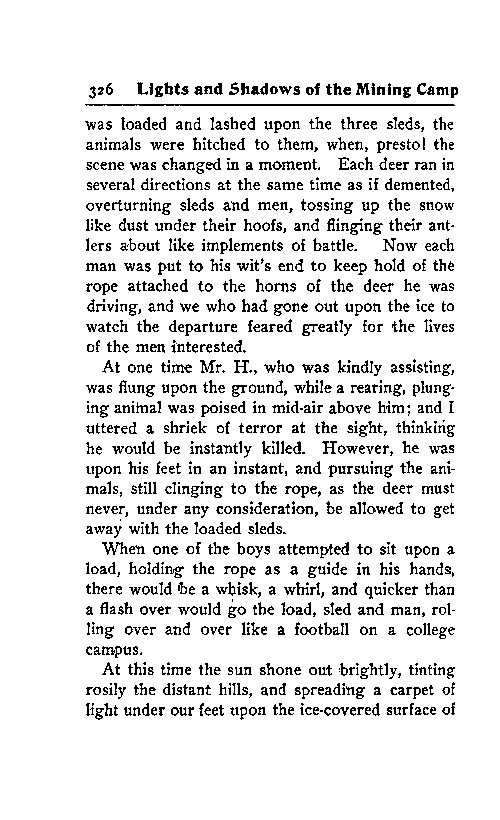 326 Lights and Shadows of the Mining Camp
was loaded and lashed upon the three sleds, the
animals were hitched to them, when, presto! the
scene was changed in a moment. Each deer ran in
several directions at the same time as if demented,
overturning sleds and men, tossing up the snow
like dust under their hoofs, and flinging their ant-
lers about like implements of battle. Now each
man was put to his wit's end to keep hold of the
rope attached to the horns of the deer he was
driving, and we who had gone out upon the ice to
watch the departure feared greatly for the lives
of the men interested.
At one time Mr. H., who was kindly assisting,
was flung upon the ground, while a rearing, plung-
ing animal was poised in mid-air above him; and I
uttered a shriek of terror at the sight, thinking
he would be instantly killed. However, he was
upon his feet in an instant, and pursuing the ani-
mals, still clinging to the rope, as the deer must
never, under any consideration, be allowed to get
away with the loaded sleds.
When one of the boys attempted to sit upon a
load, holding the rope as a guide in his hands,
there would be a whisk, a whirl, and quicker than
a flash over would go the load, sled and man, rol-
ling over and over like a football on a college
campus.
At this time the sun shone out brightly, tinting
rosily the distant hills, and spreading a carpet of
light under our feet upon the ice-covered surface of